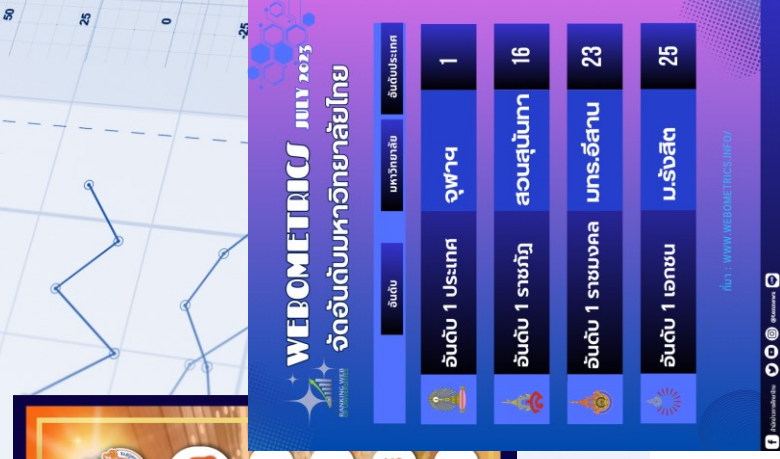 50
25
0
-25
WEBOMETRICS JULY 2023
จัดอันดับมหาวิทยาลัยไทย
RANKING WEB
อันดับ มหาวิทยาลัย อันดับประเทศ
อันดับ 1 ประเทศ จุฬาฯ 1
อันดับ 1 ราชภัฏ สวนสุนันทา 16
อันดับ 1 ราชมงคล มทร.อีสาน 23
อันดับ 1 เอกชน ม.รังสิต 25
ที่มา : WWW.WEBOMETRICS.INFO/